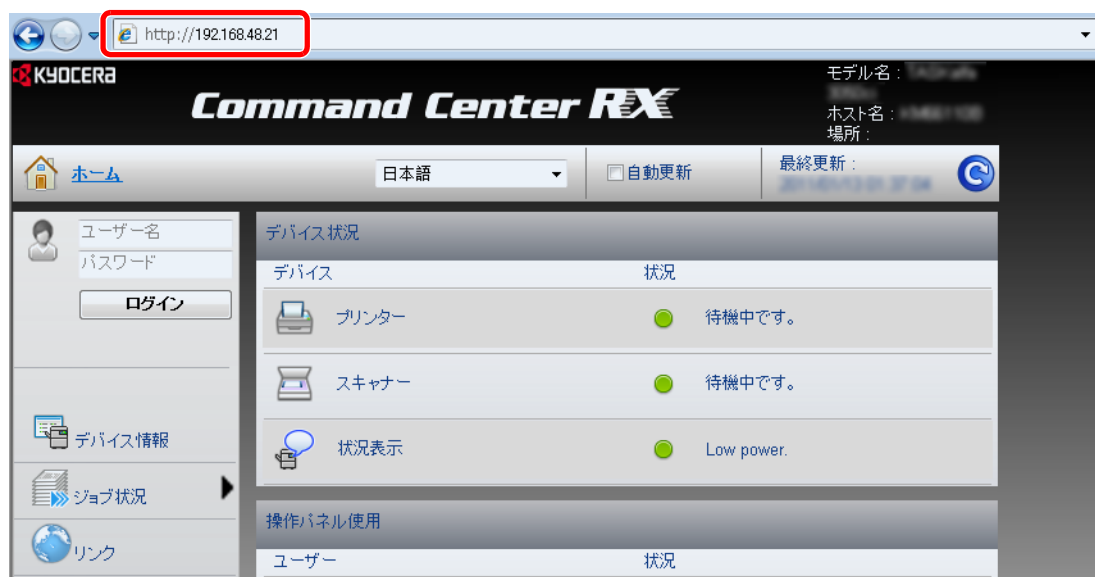 http://192.168.48.21
KYOCERA
Command Center RX
モデル名 :
ホスト名 :
場所 :
ホーム
日本語
自動更新
最終更新 :
ユーザー名
パスワード
ログイン
デバイス情報
ジョブ状況
リンク
デバイス状況
デバイス 状況
プリンター 待機中です。
スキャナー 待機中です。
状況表示 Low power.
操作パネル使用
ユーザー 状況